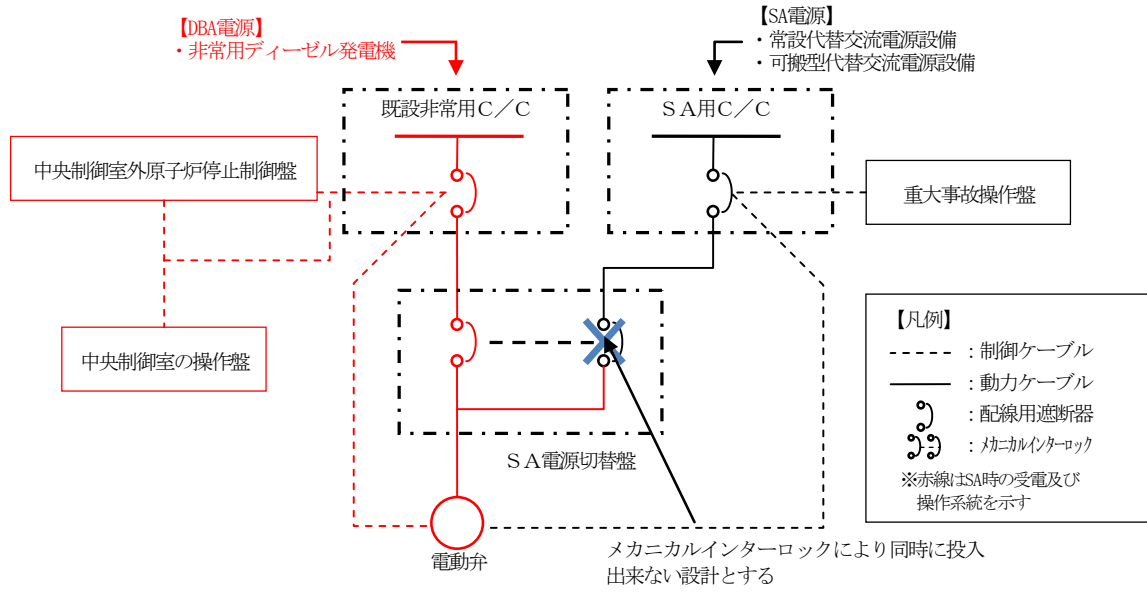 【DBA電源】
・非常用ディーゼル発電機
【SA電源】
・常設代替交流電源設備
・可搬型代替交流電源設備
既設非常用C／C
ＳＡ用C／C
中央制御室外原子炉停止制御盤
重大事故操作盤
中央制御室の操作盤
ＳＡ電源切替盤
電動弁
メカニカルインターロックにより同時に投入
出来ない設計とする
【凡例】
：制御ケーブル
：動力ケーブル
：配線用遮断器
：メカニカルインターロック
※赤線はSA時の受電及び
操作系統を示す